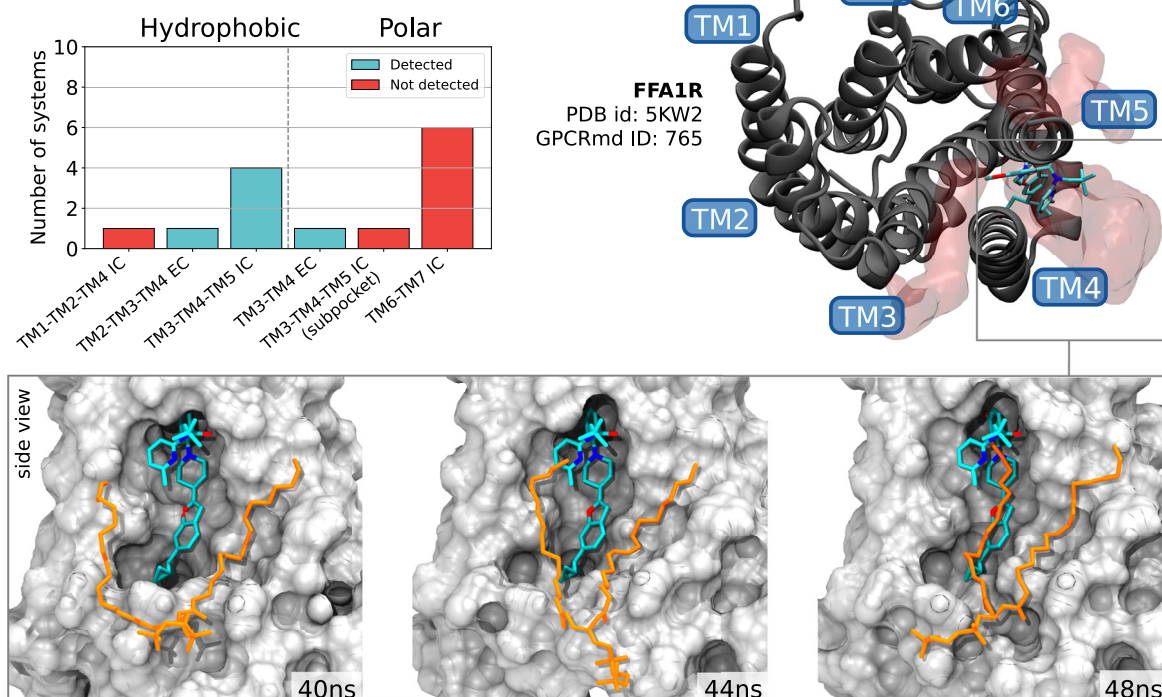 Hydrophobic Polar
Number of systems
10
8
6
4
2
0
Detected
Not detected
TM1-TM2-TM4 IC
TM2-TM3-TM4 EC
TM3-TM4-TM5 IC
TM3-TM4 EC
TM3-TM4-TM5 IC
(subpocket)
TM6-TM7 IC
FFA1R
PDB id: 5KW2
GPCRmd ID: 765
TM1
TM6
TM5
TM2
TM4
TM3
side view
40ns
44ns
48ns